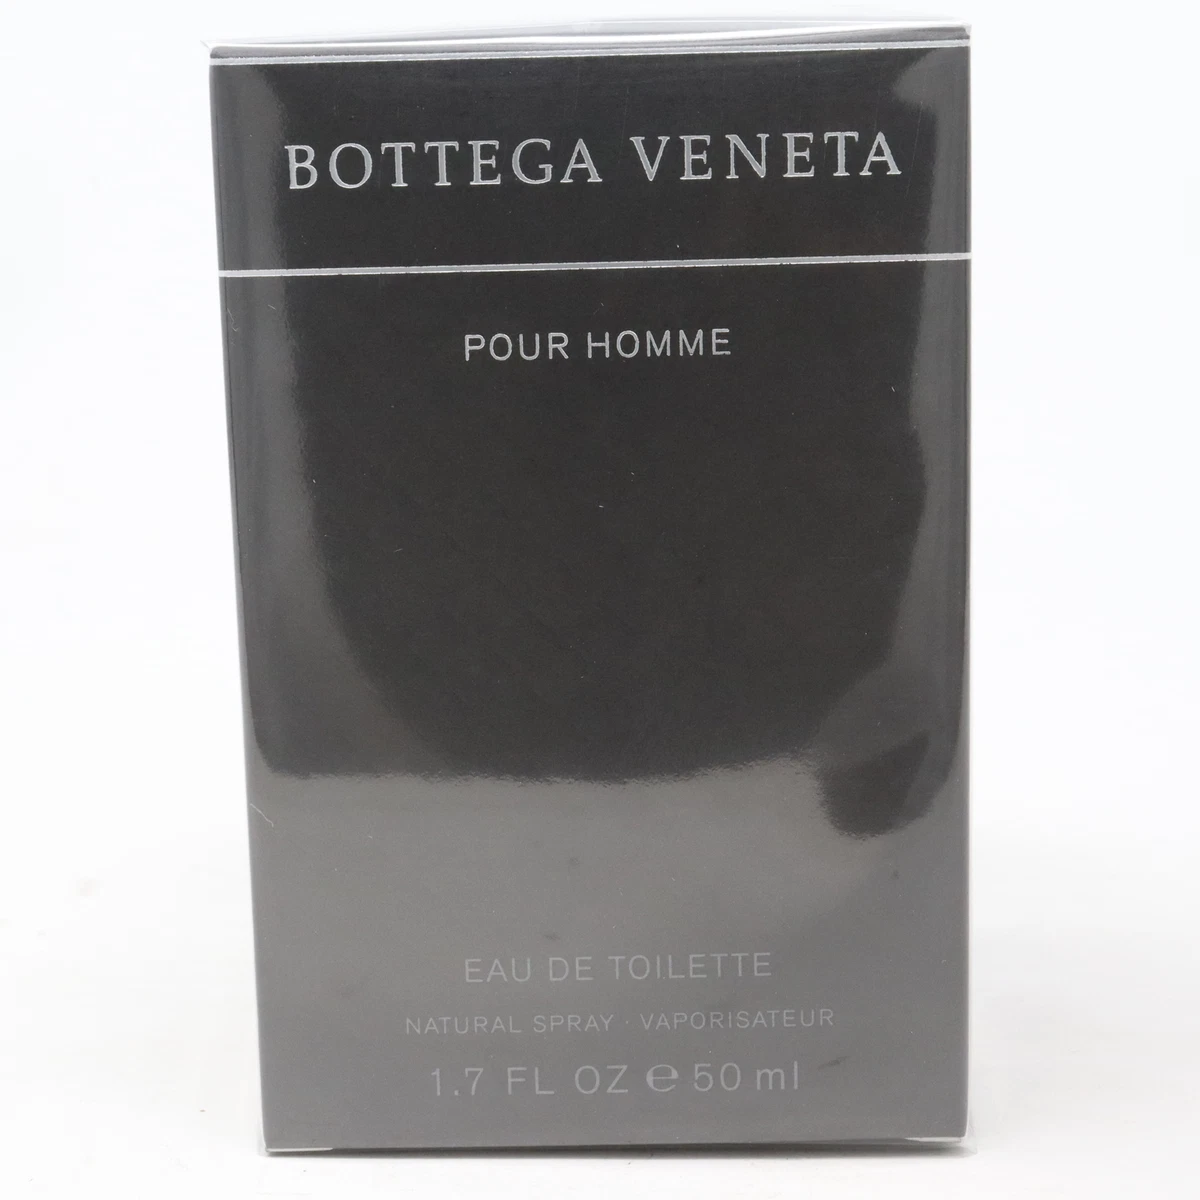 BOTTEGA VENETA
POUR HOMME
EAU DE TOILETTE
NATURAL SPRAY · VAPORISATEUR
1.7 FL OZ ℮ 50 ml